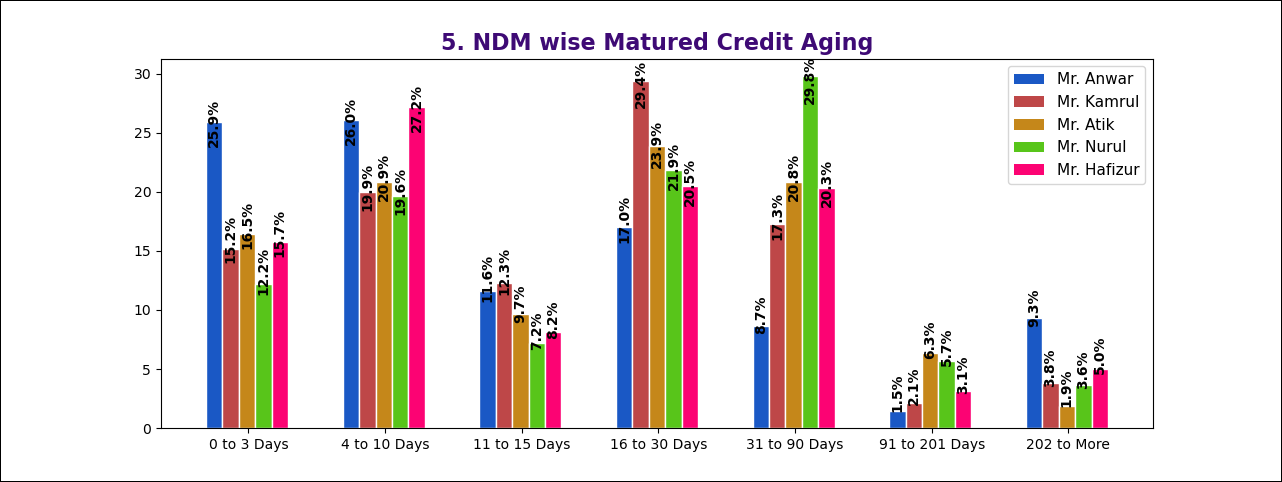 5. NDM wise Matured Credit Aging
30
25
20
15
10
5
0
Mr. Anwar
Mr. Kamrul
Mr. Atik
Mr. Nurul
Mr. Hafizur
25.9% 15.2% 16.5% 12.2% 15.7%
26.0% 19.9% 20.9% 19.6% 27.2%
11.6% 12.3% 9.7% 7.2% 8.2%
17.0% 29.4% 23.9% 21.9% 20.5%
8.7% 17.3% 20.8% 29.8% 20.3%
1.5% 2.1% 6.3% 5.7% 3.1%
9.3% 3.8% 1.9% 3.6% 5.0%
0 to 3 Days 4 to 10 Days 11 to 15 Days 16 to 30 Days 31 to 90 Days 91 to 201 Days 202 to More